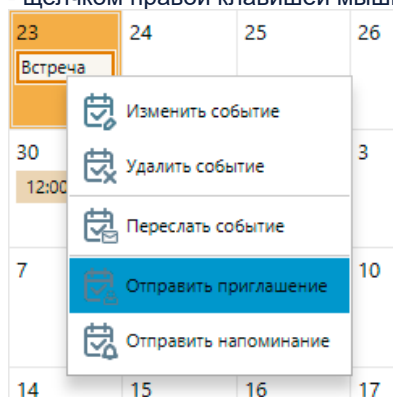 щелчком правой клавишей мыши
23 24 25 26
Встреча
Изменить событие
30 3
Удалить событие
12:00
Переслать событие
7 10
Отправить приглашение
Отправить напоминание
14 15 16 17